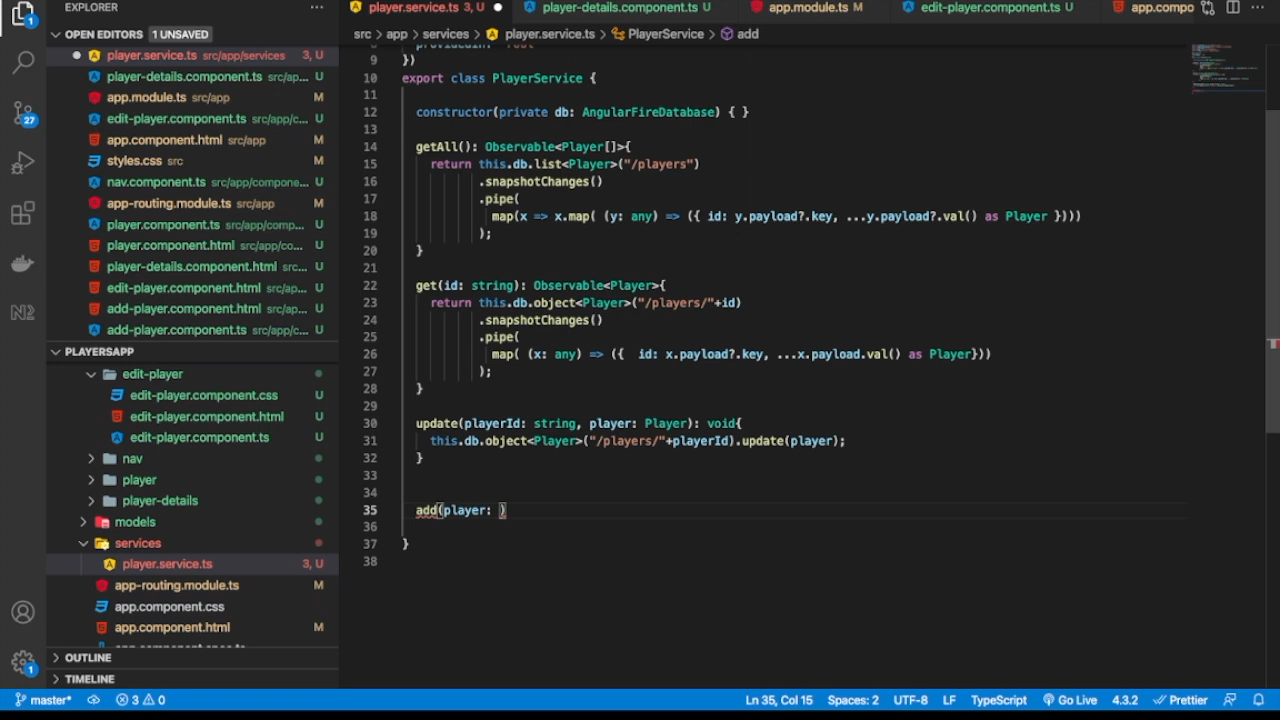 EXPLORER
...
player.service.ts 3, U
player-details.component.ts U
app.module.ts M
edit-player.component.ts U
app.compo
OPEN EDITORS 1 UNSAVED
player.service.ts src/app/services 3, U
player-details.component.ts src/ap... U
app.module.ts src/app M
edit-player.component.ts src/app/c... U
app.component.html src/app M
styles.css src M
nav.component.ts src/app/compone... U
app-routing.module.ts src/app M
player.component.ts src/app/comp... U
player.component.html src/app/co... U
player-details.component.html src... U
edit-player.component.html src/ap... U
add-player.component.html src/ap... U
add-player.component.ts src/app/c... U
PLAYERSAPP
edit-player
edit-player.component.css U
edit-player.component.html U
edit-player.component.ts U
nav
player
player-details
models
services
player.service.ts 3, U
app-routing.module.ts M
app.component.css
app.component.html M
OUTLINE
TIMELINE
1
27
1
src > app > services > player.service.ts > PlayerService > add
9 })
10 export class PlayerService {
11
12 constructor(private db: AngularFireDatabase) { }
13
14 getAll(): Observable<Player[]>{
15 return this.db.list<Player>("/players")
16 .snapshotChanges()
17 .pipe(
18 map(x => x.map( (y: any) => ({ id: y.payload?.key, ...y.payload?.val() as Player })))
19 );
20 }
21
22 get(id: string): Observable<Player>{
23 return this.db.object<Player>("/players/"+id)
24 .snapshotChanges()
25 .pipe(
26 map( (x: any) => ({  id: x.payload?.key, ...x.payload.val() as Player}))
27 );
28 }
29
30 update(playerId: string, player: Player): void{
31 this.db.object<Player>("/players/"+playerId).update(player);
32 }
33
34
35 add(player: )
36
37 }
38
master* 3 0 Ln 35, Col 15 Spaces: 2 UTF-8 LF TypeScript Go Live 4.3.2 Prettier